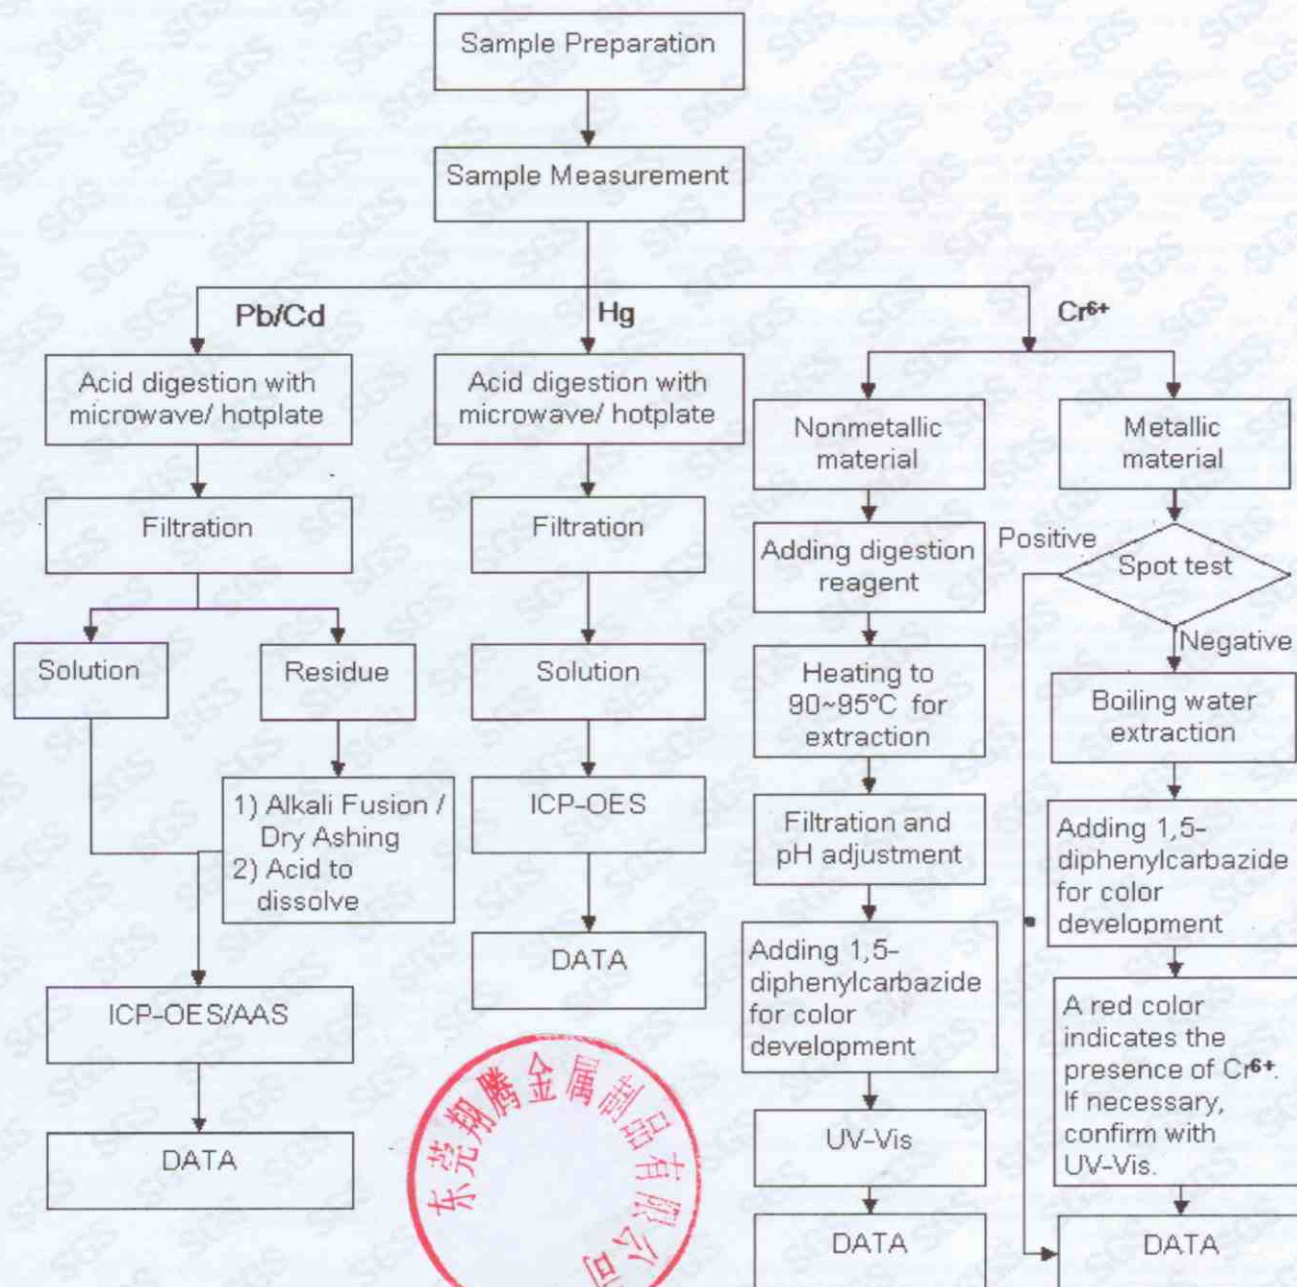 Sample Preparation
Sample Measurement
Pb/Cd
Hg
Cr⁶⁺
Acid digestion with
microwave/ hotplate
Filtration
Solution
Residue
1) Alkali Fusion /
Dry Ashing
2) Acid to
dissolve
ICP-OES/AAS
DATA
Acid digestion with
microwave/ hotplate
Filtration
Solution
ICP-OES
DATA
Nonmetallic
material
Adding digestion
reagent
Heating to
90~95°C for
extraction
Filtration and
pH adjustment
Adding 1,5-
diphenylcarbazide
for color
development
UV-Vis
DATA
Metallic
material
Positive
Spot test
Negative
Boiling water
extraction
Adding 1,5-
diphenylcarbazide
for color
development
A red color
indicates the
presence of Cr⁶⁺.
If necessary,
confirm with
UV-Vis.
DATA
东莞翔腾金属制品有限公司
SGS